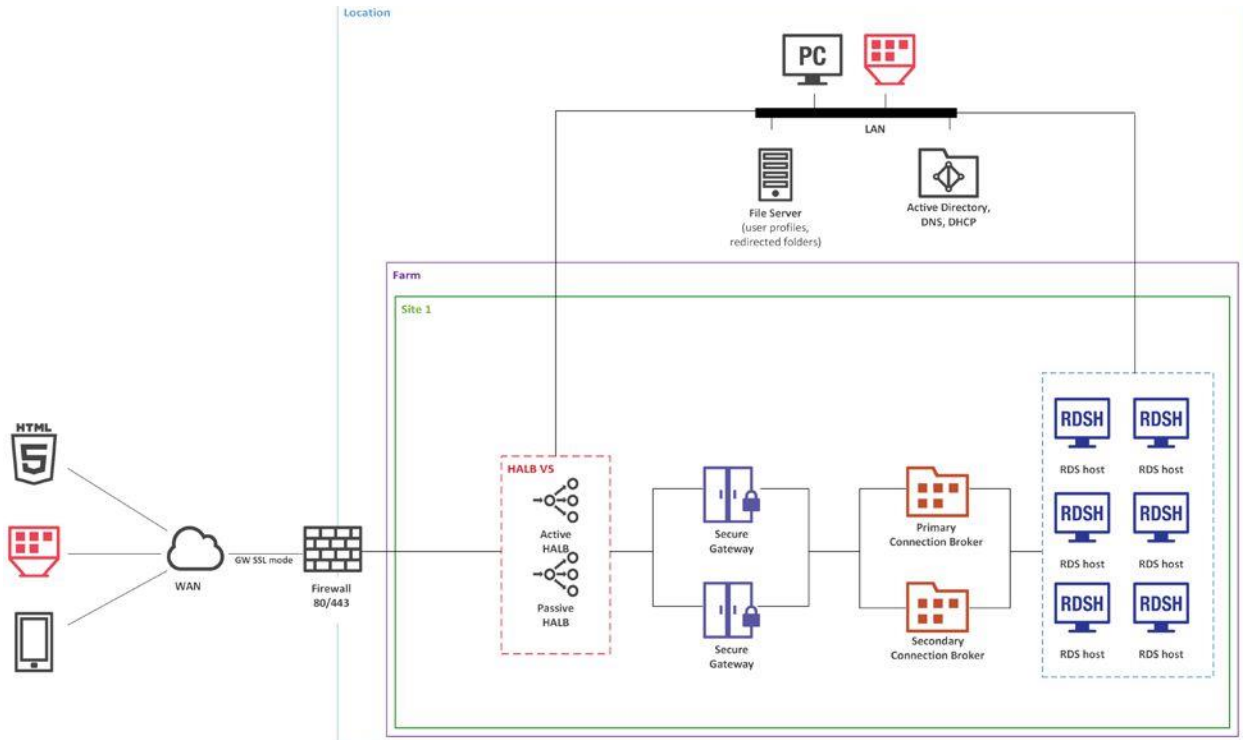 Location
PC
LAN
File Server
(user profiles,
redirected folders)
Active Directory,
DNS, DHCP
Farm
Site 1
HTML
5
WAN
GW SSL mode
Firewall
80/443
HALB VS
Active
HALB
Passive
HALB
Secure
Gateway
Secure
Gateway
Primary
Connection Broker
Secondary
Connection Broker
RDSH
RDSH
RDS host
RDS host
RDSH
RDSH
RDS host
RDS host
RDSH
RDSH
RDS host
RDS host